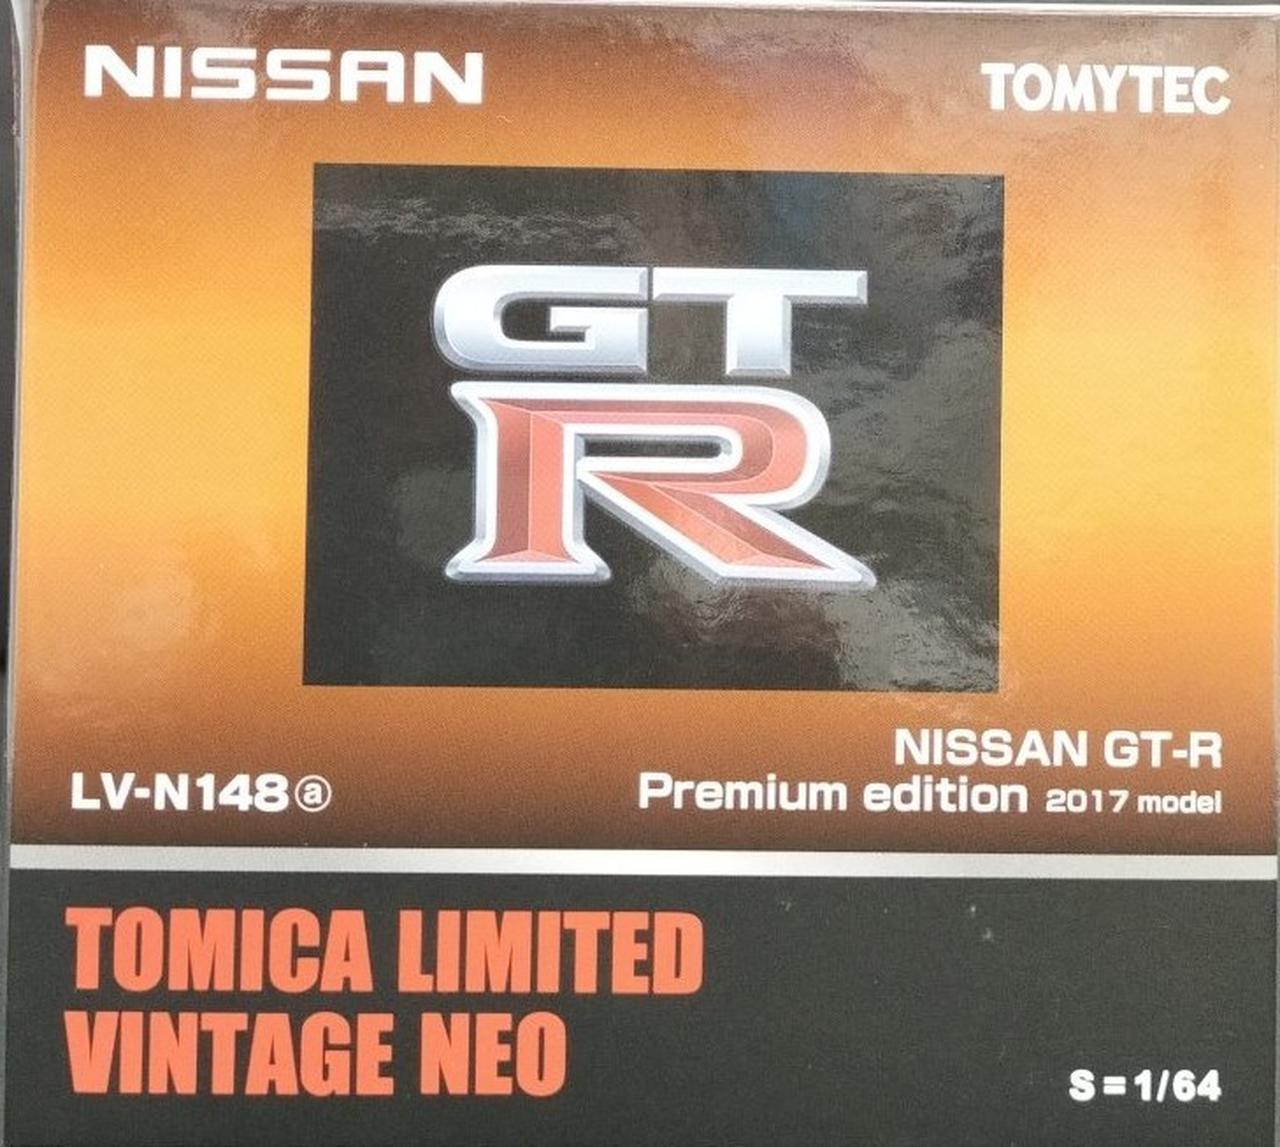 NISSAN
TOMYTEC
GT
R
NISSAN GT-R
LV-N148ⓐ
Premium edition 2017 model
TOMICA LIMITED
VINTAGE NEO
S=1/64